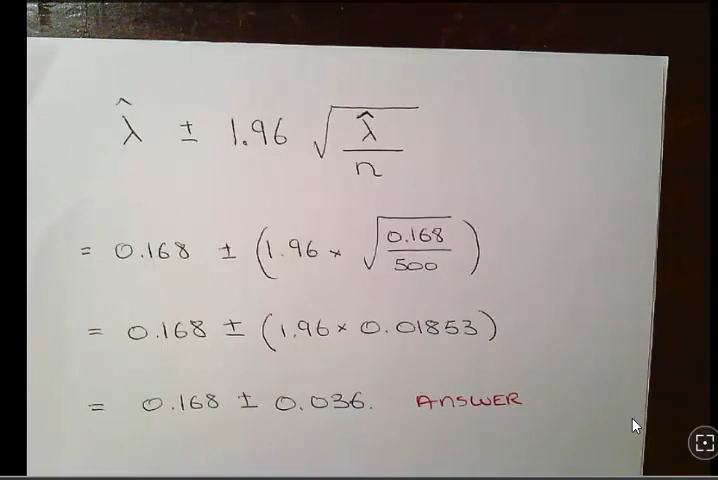 λ̂ ± 1.96 √(λ̂/n)
= 0.168 ± (1.96 × √(0.168/500))
= 0.168 ± (1.96 × 0.01853)
= 0.168 ± 0.036. ANSWER